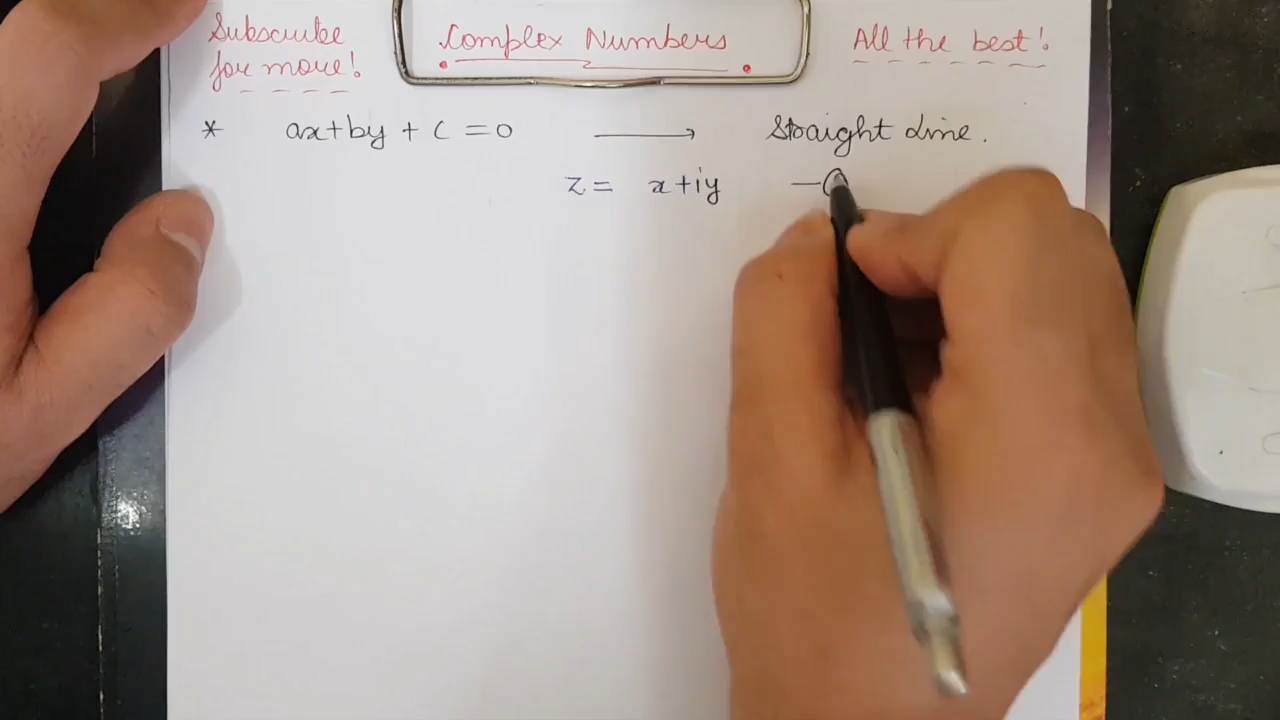 Subscribe
for more!
Complex Numbers
All the best!
* ax+by + c = 0 ⟶ Straight Line.
z = x+iy —